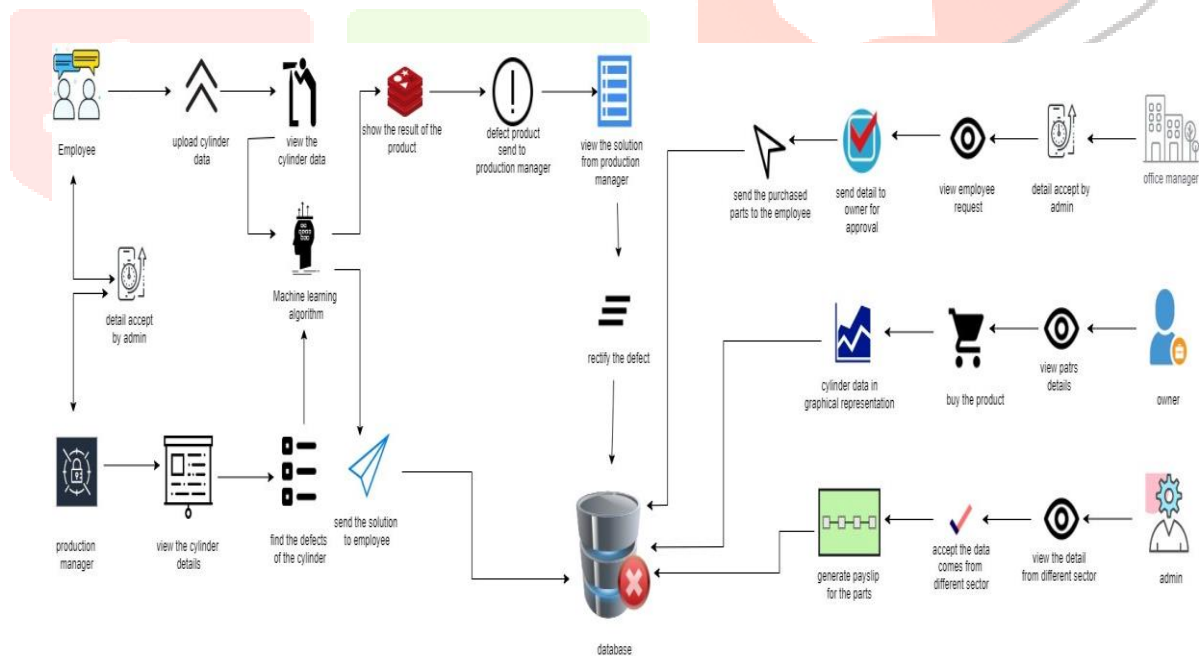 Employee
upload cylinder
data
view the
cylinder data
show the result of the
product
defect product
send to
production manager
view the solution
from production
manager
send the purchased
parts to the employee
send detail to
owner for
approval
view employee
request
detail accept by
admin
office manager
detail accept
by admin
Machine learning
algorithm
rectify the defect
cylinder data in
graphical representation
buy the product
view patrs
details
owner
production
manager
view the cylinder
details
find the defects
of the cylinder
send the solution
to employee
database
generate payslip
for the parts
accept the data
comes from
different sector
view the detail
from different sector
admin